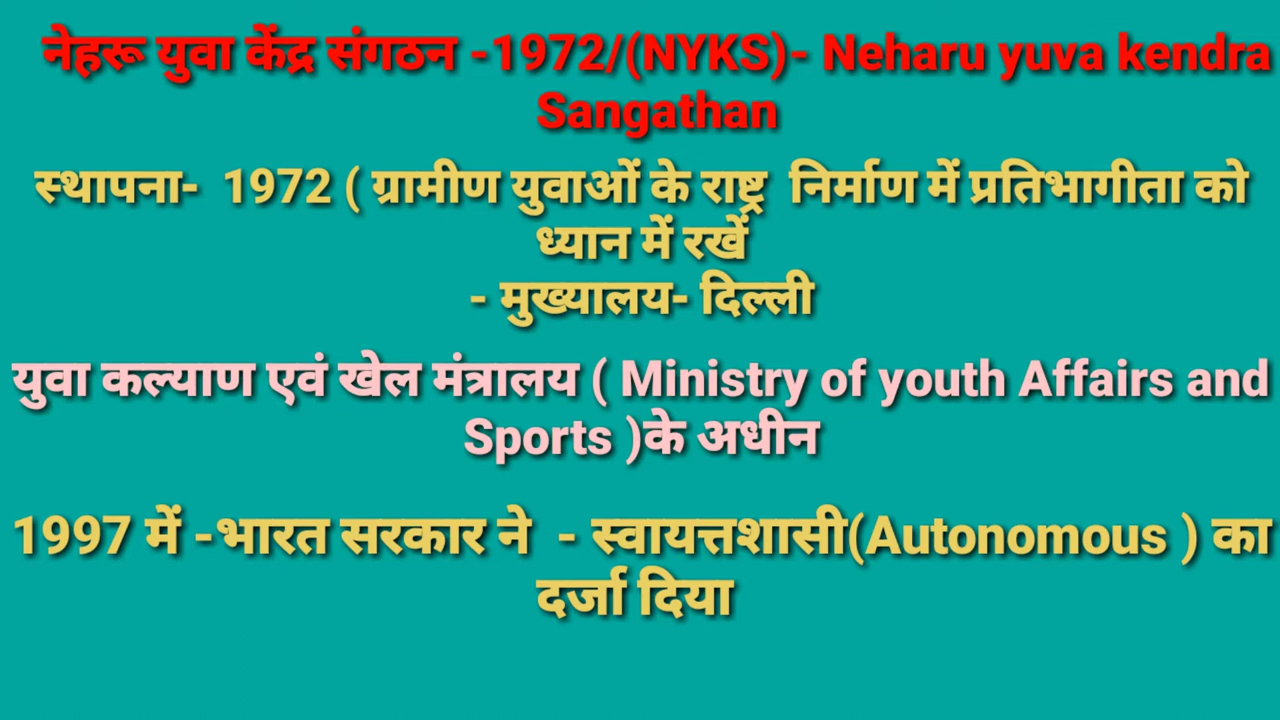 नेहरू युवा केंद्र संगठन -1972/(NYKS)- Neharu yuva kendra
Sangathan
स्थापना- 1972 ( ग्रामीण युवाओं के राष्ट्र निर्माण में प्रतिभागीता को
ध्यान में रखें
- मुख्यालय- दिल्ली
युवा कल्याण एवं खेल मंत्रालय ( Ministry of youth Affairs and
Sports )के अधीन
1997 में -भारत सरकार ने - स्वायत्तशासी(Autonomous ) का
दर्जा दिया